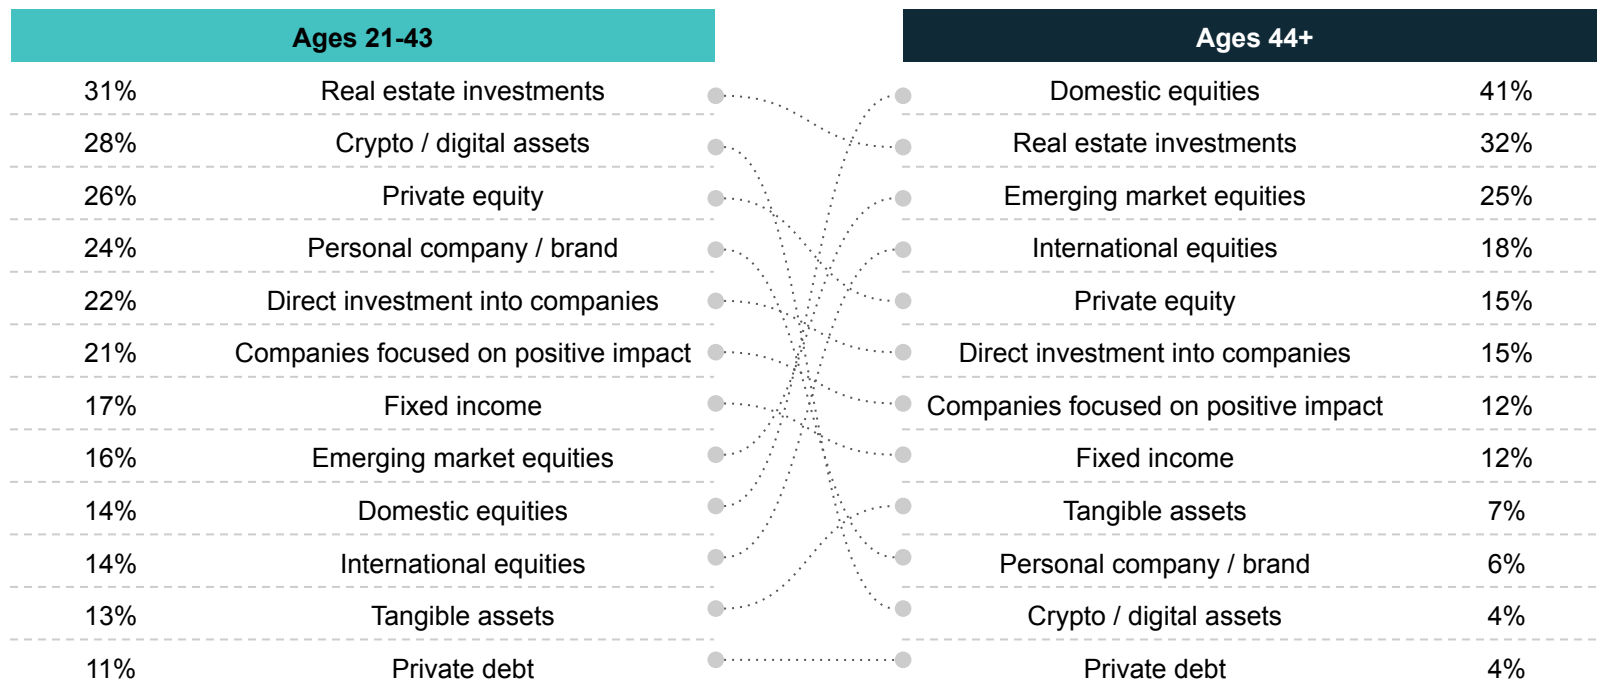 Ages 21-43 Ages 44+
31% Real estate investments Domestic equities 41%
28% Crypto / digital assets Real estate investments 32%
26% Private equity Emerging market equities 25%
24% Personal company / brand International equities 18%
22% Direct investment into companies Private equity 15%
21% Companies focused on positive impact Direct investment into companies 15%
17% Fixed income Companies focused on positive impact 12%
16% Emerging market equities Fixed income 12%
14% Domestic equities Tangible assets 7%
14% International equities Personal company / brand 6%
13% Tangible assets Crypto / digital assets 4%
11% Private debt Private debt 4%